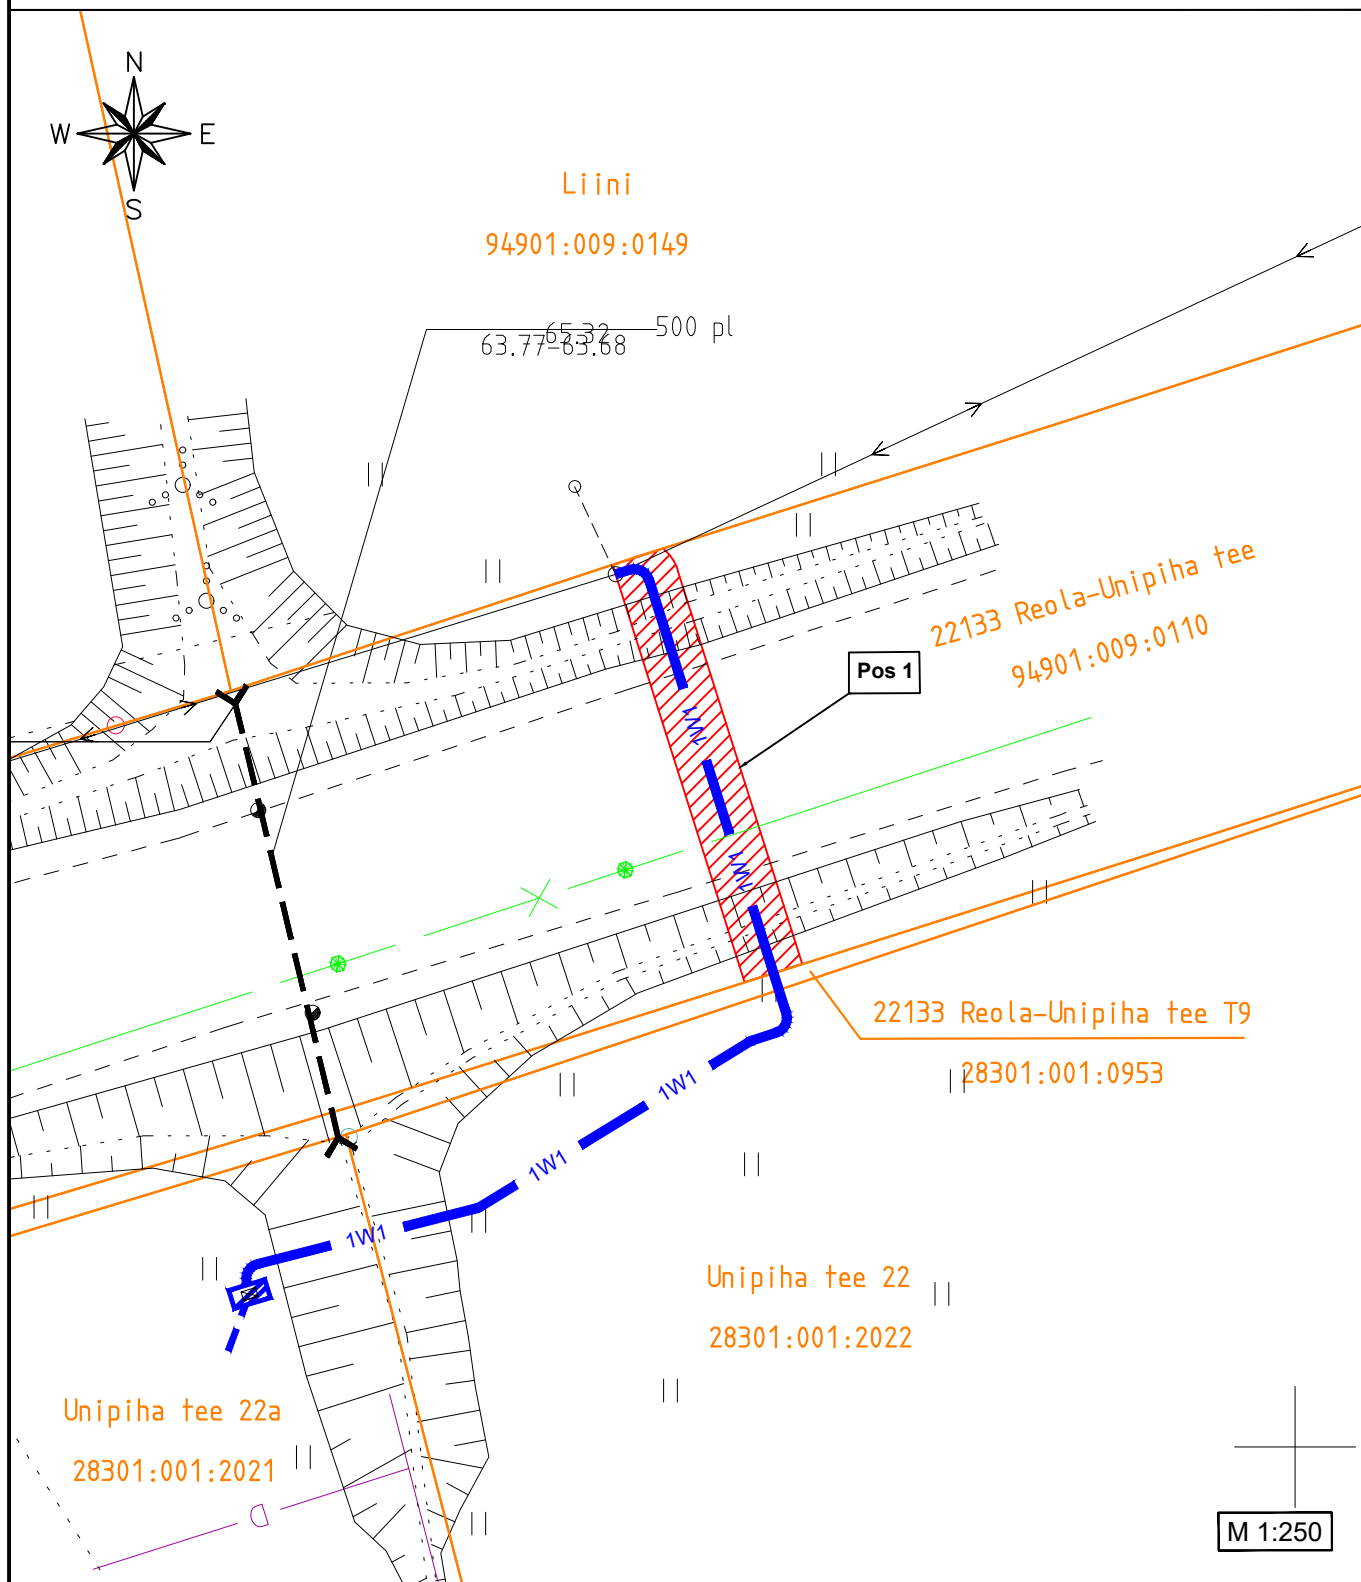 N
W E
S
Liini
94901:009:0149
65.32
63.77-63.68
500 pl
22133 Reola-Unipiha tee
94901:009:0110
Pos 1
1W1
1W1
22133 Reola-Unipiha tee T9
28301:001:0953
1W1
1W1
1W1
Unipiha tee 22
28301:001:2022
Unipiha tee 22a
28301:001:2021
D
M 1:250